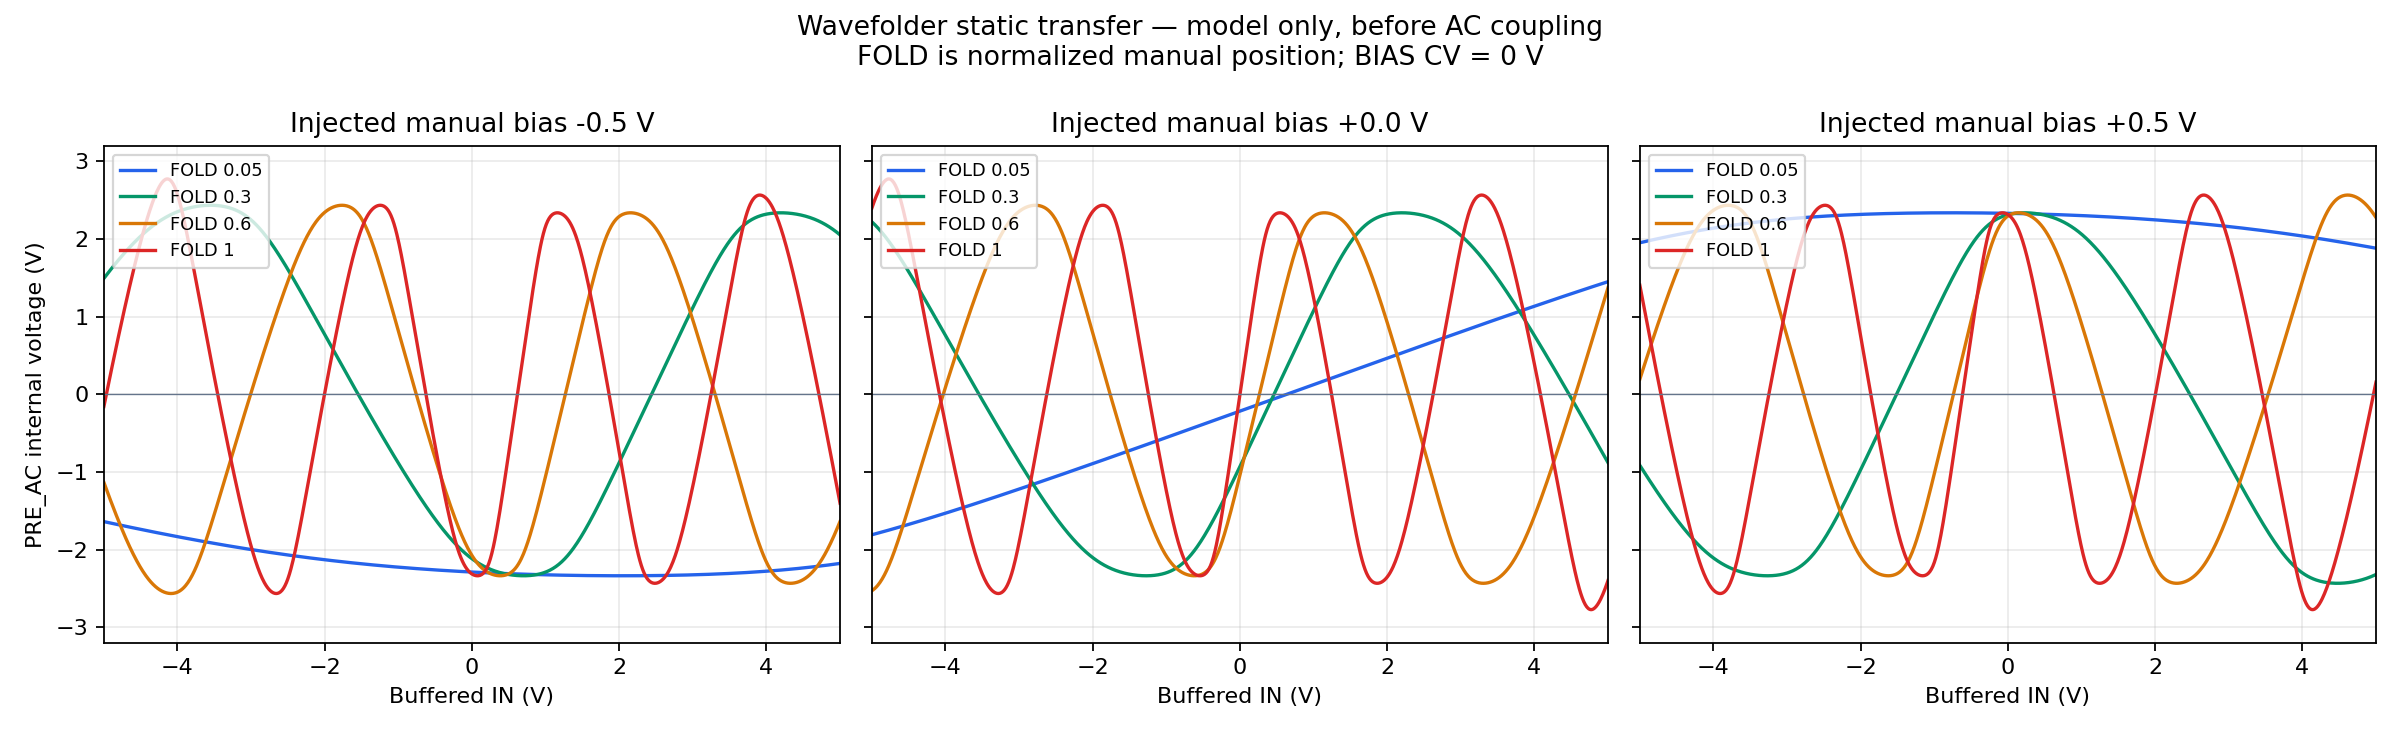 Wavefolder static transfer — model only, before AC coupling
FOLD is normalized manual position; BIAS CV = 0 V
Injected manual bias -0.5 V
Injected manual bias +0.0 V
Injected manual bias +0.5 V
PRE_AC internal voltage (V)
3
2
1
0
−1
−2
−3
FOLD 0.05
FOLD 0.3
FOLD 0.6
FOLD 1
FOLD 0.05
FOLD 0.3
FOLD 0.6
FOLD 1
FOLD 0.05
FOLD 0.3
FOLD 0.6
FOLD 1
−4 −2 0 2 4
−4 −2 0 2 4
−4 −2 0 2 4
Buffered IN (V)
Buffered IN (V)
Buffered IN (V)